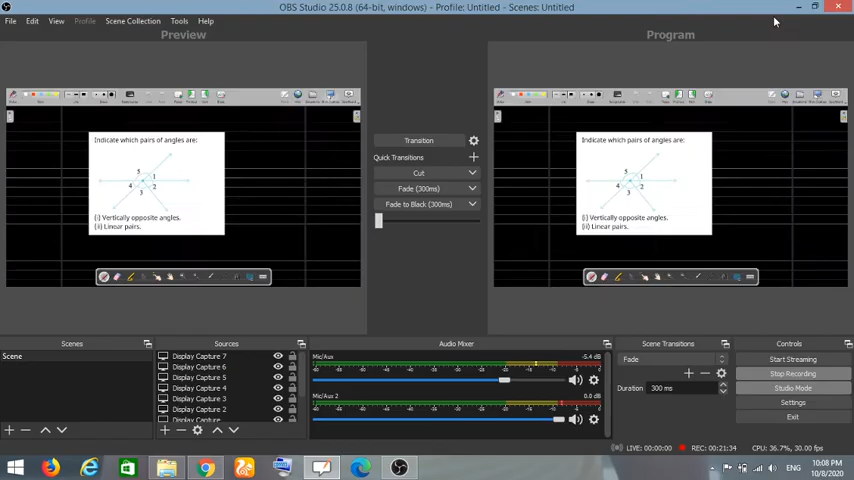 OBS Studio 25.0.8 (64-bit, windows) - Profile: Untitled - Scenes: Untitled
File Edit View Profile Scene Collection Tools Help
Preview
Program
Indicate which pairs of angles are:
5
1
4
2
3
(i) Vertically opposite angles.
(ii) Linear pairs.
Transition
Quick Transitions
Cut
Fade (300ms)
Fade to Black (300ms)
Indicate which pairs of angles are:
5
1
4
2
3
(i) Vertically opposite angles.
(ii) Linear pairs.
Scenes
Scene
Sources
Display Capture 7
Display Capture 6
Display Capture 5
Display Capture 4
Display Capture 3
Display Capture 2
Display Capture
Audio Mixer
Mic/Aux
-5.4 dB
Mic/Aux 2
0.0 dB
Scene Transitions
Fade
Duration 300 ms
Controls
Start Streaming
Stop Recording
Studio Mode
Settings
Exit
LIVE: 00:00:00 REC: 00:21:34 CPU: 36.7%, 30.00 fps
ENG
10:08 PM
10/8/2020